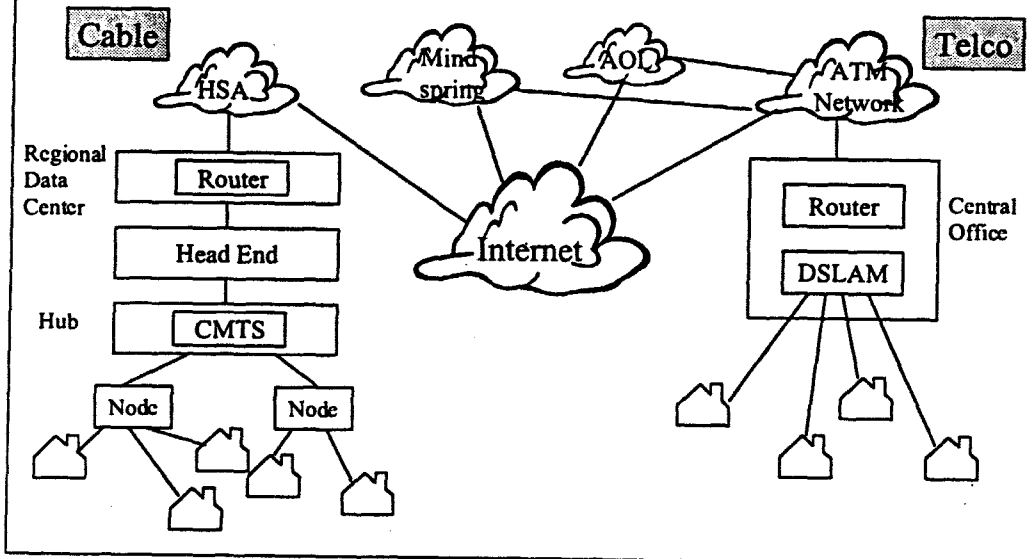 Cable
Telco
HSA
Mind
spring
AOL
ATM
Network
Regional
Data
Center
Router
Head End
Internet
Router
Central
Office
DSLAM
Hub
CMTS
Node
Node